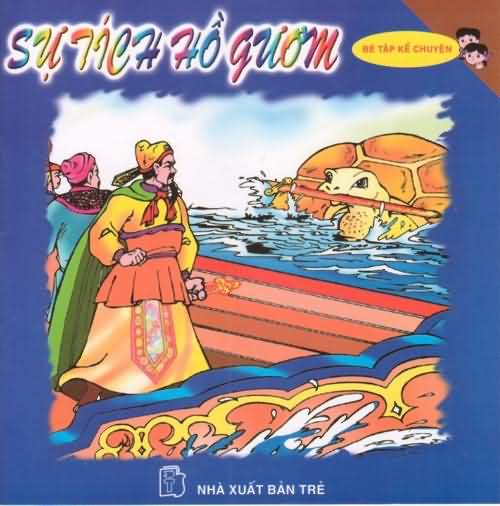 SỰ TÍCH HỒ GƯƠM
BÉ TẬP KỂ CHUYỆN
NHÀ XUẤT BẢN TRẺ